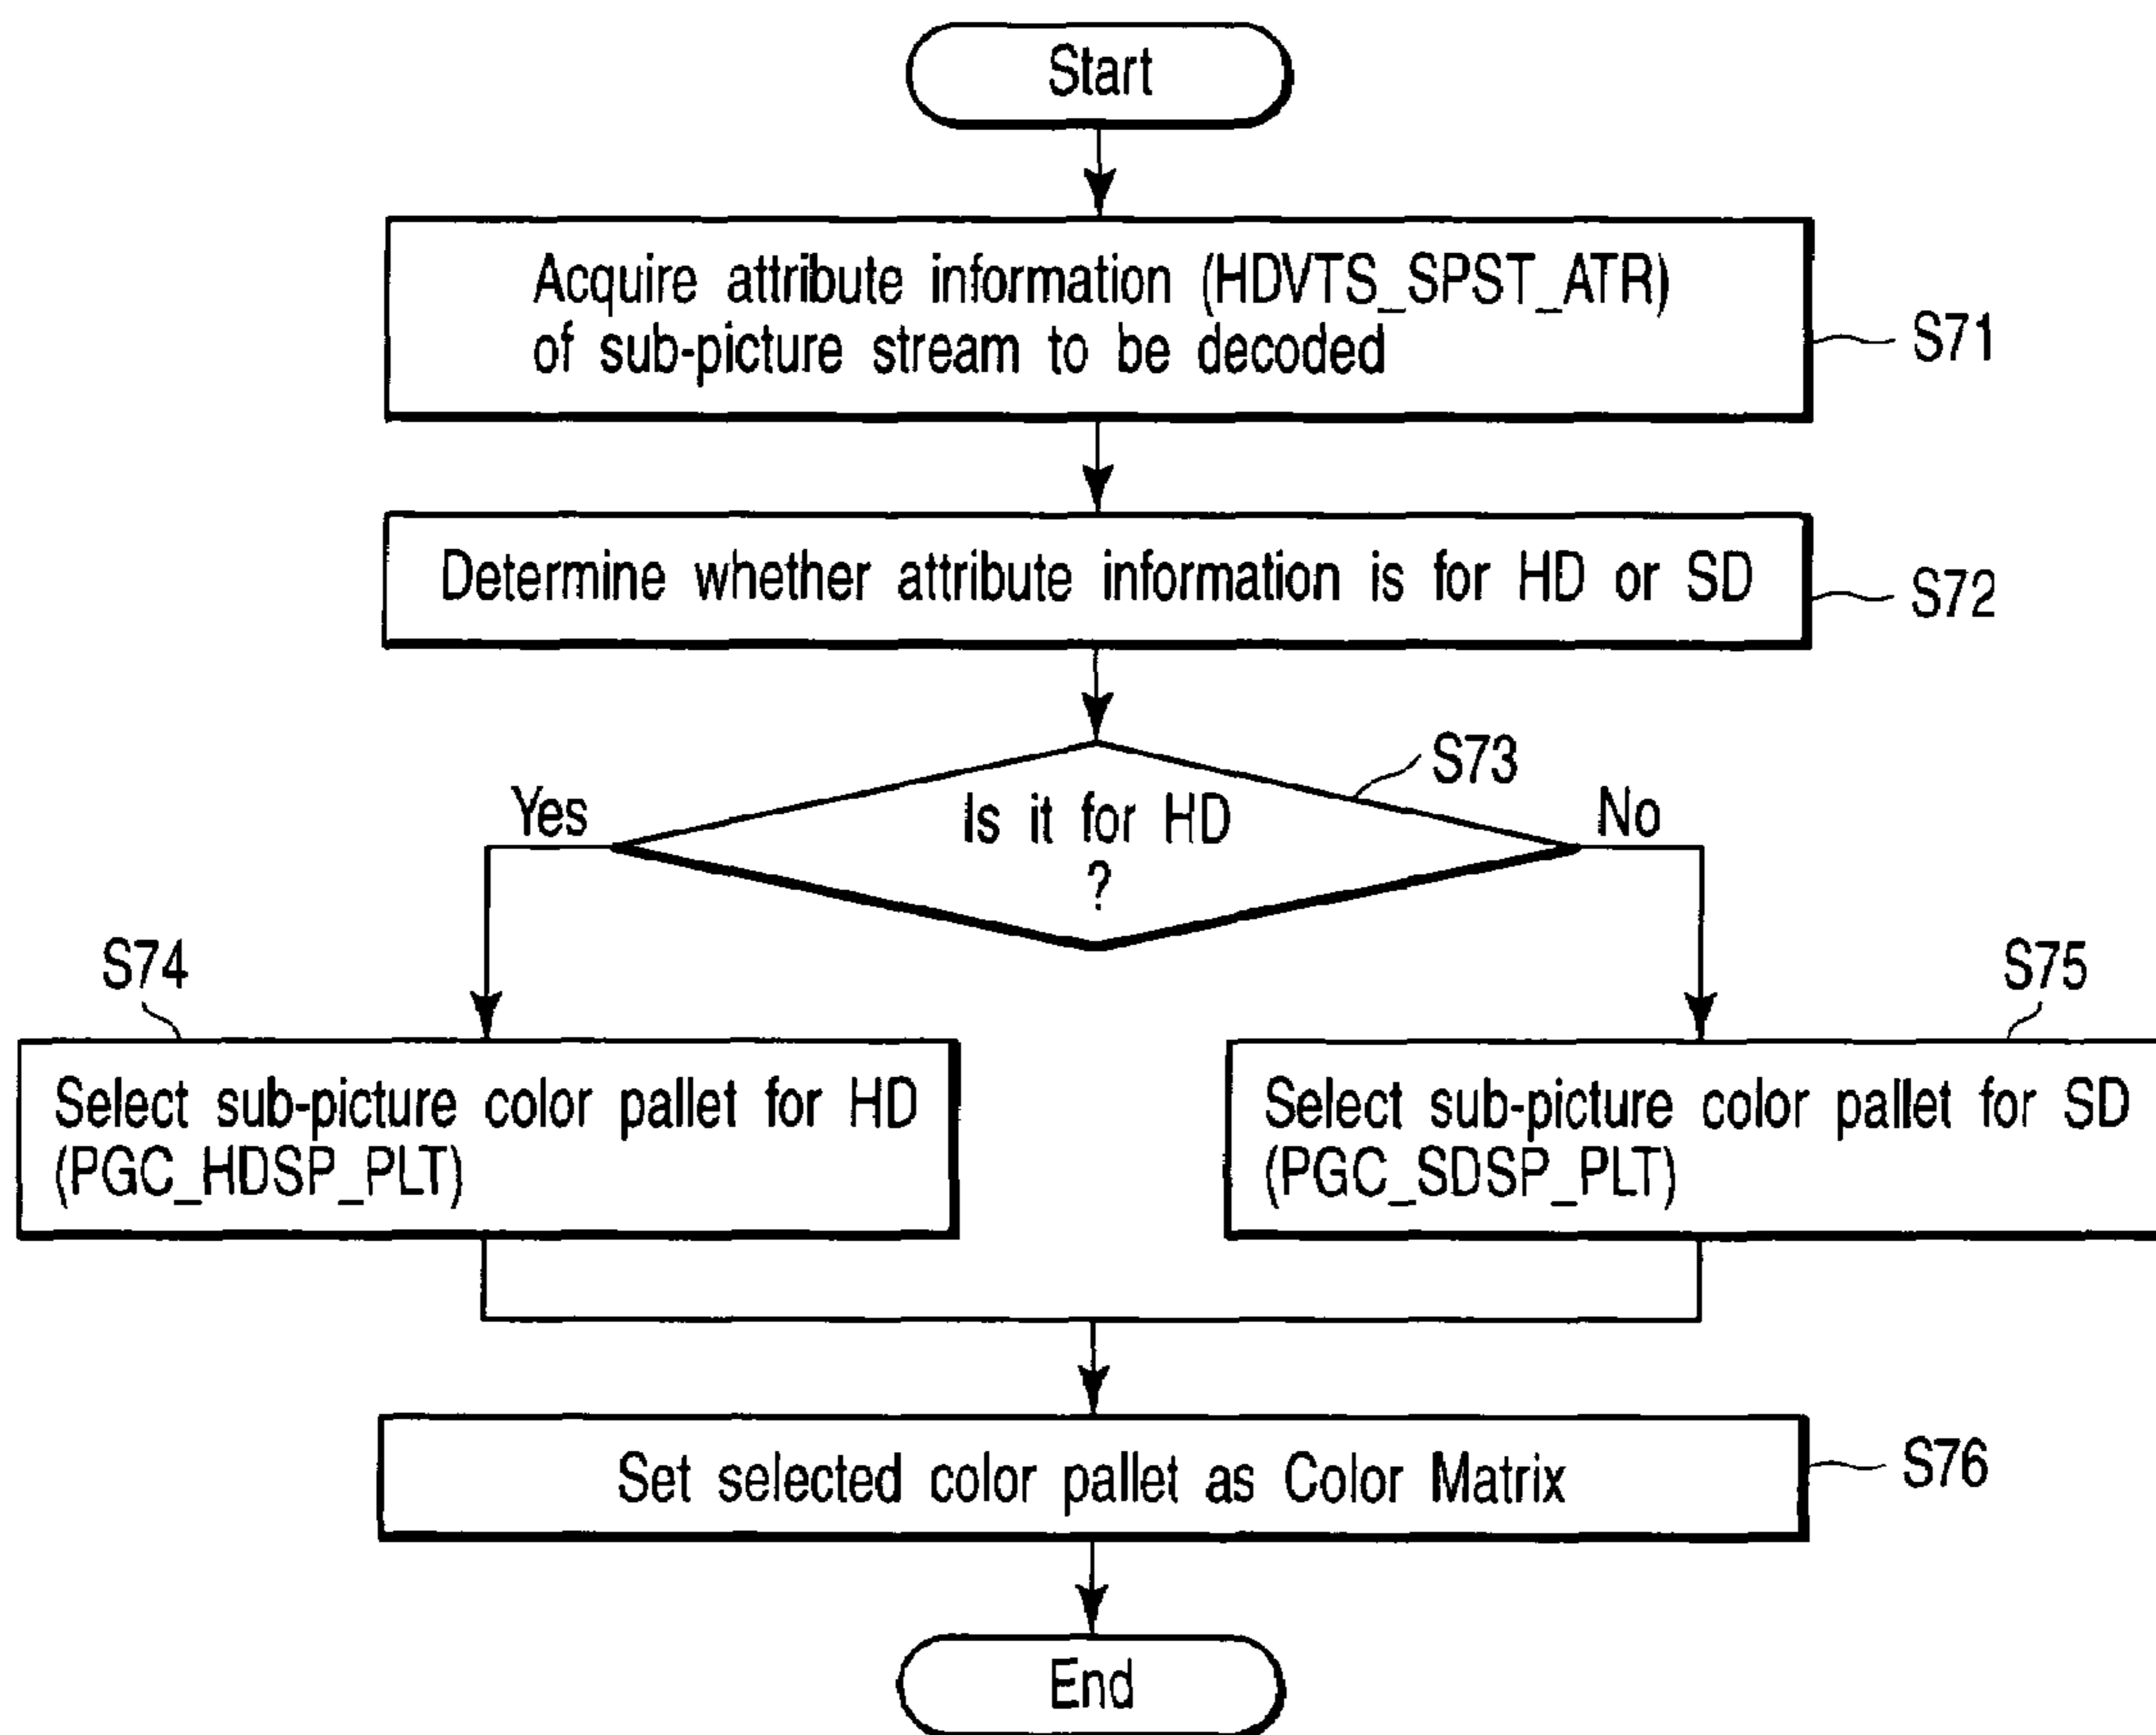 Start
Acquire attribute information (HDVTS_SPST_ATR)
of sub-picture stream to be decoded
S71
Determine whether attribute information is for HD or SD
S72
S73
Yes
Is it for HD
?
No
S74
S75
Select sub-picture color pallet for HD
(PGC_HDSP_PLT)
Select sub-picture color pallet for SD
(PGC_SDSP_PLT)
Set selected color pallet as Color Matrix
S76
End